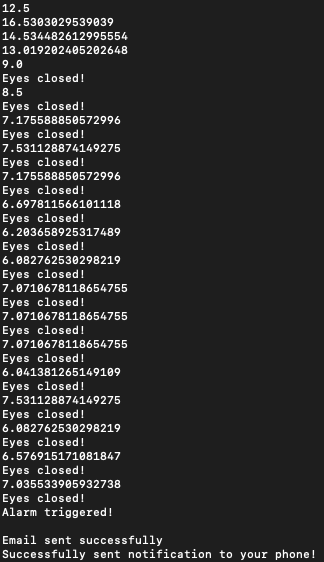 12.5
16.5303029539039
14.534482612995554
13.019202405202648
9.0
Eyes closed!
8.5
Eyes closed!
7.175588850572996
Eyes closed!
7.531128874149275
Eyes closed!
7.175588850572996
Eyes closed!
6.697811566101118
Eyes closed!
6.203658925317489
Eyes closed!
6.082762530298219
Eyes closed!
7.0710678118654755
Eyes closed!
7.0710678118654755
Eyes closed!
7.0710678118654755
Eyes closed!
6.041381265149109
Eyes closed!
7.531128874149275
Eyes closed!
6.082762530298219
Eyes closed!
6.576915171081847
Eyes closed!
7.035533905932738
Eyes closed!
Alarm triggered!
Email sent successfully
Successfully sent notification to your phone!